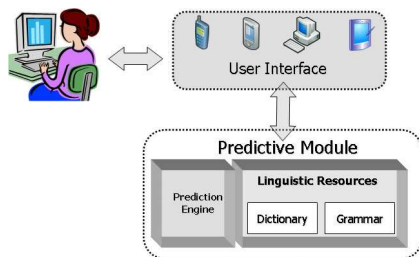 User Interface
Predictive Module
Prediction
Engine
Linguistic Resources
Dictionary
Grammar